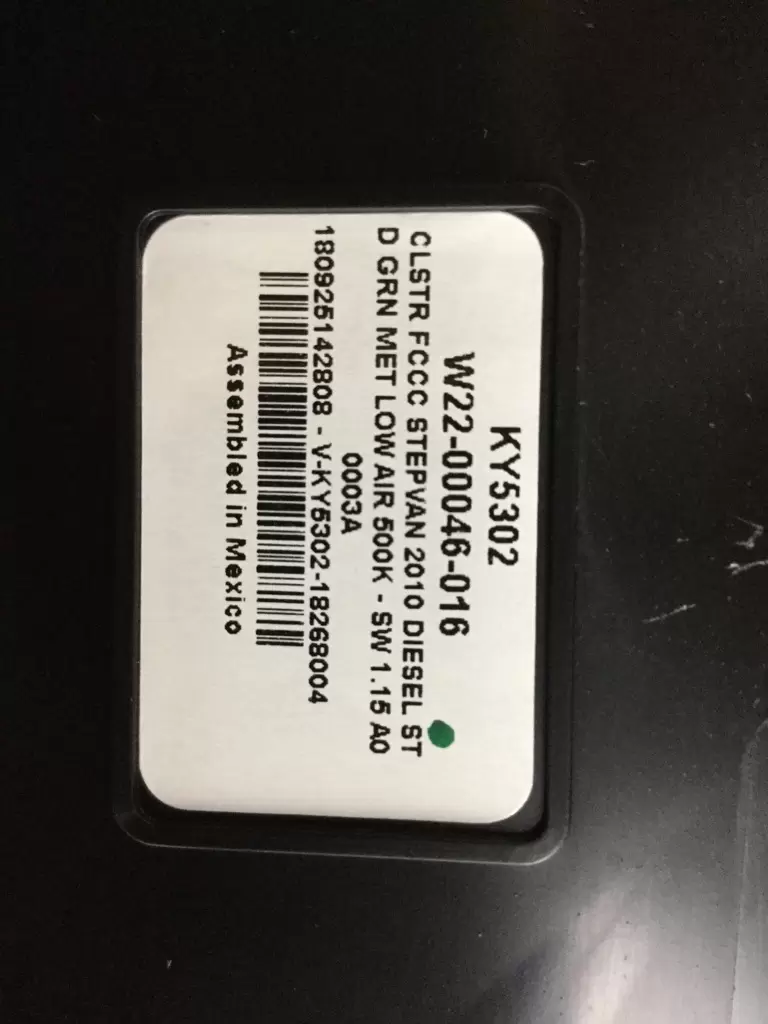 KY5302
W22-00046-016
CLSTR FCCC STEPVAN 2010 DIESEL ST
D GRN MET LOW AIR 500K - SW 1.15 A0
0003A
180925142808 - V-KY5302-18268004
Assembled in Mexico